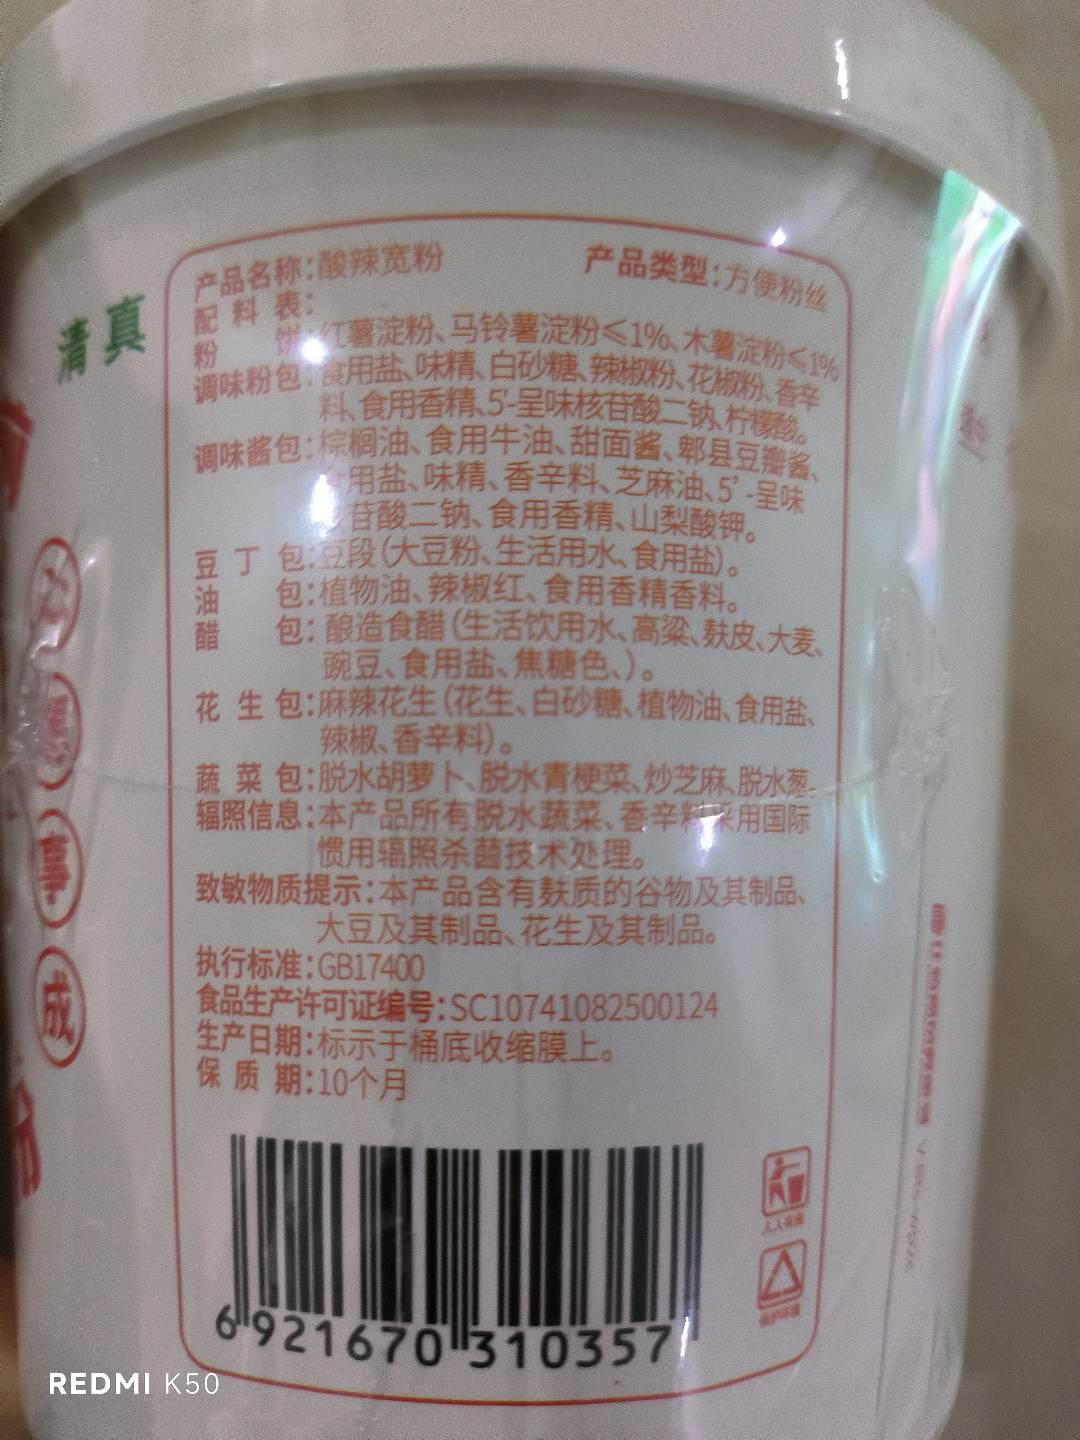 清真
产品名称：酸辣宽粉 产品类型：方便粉丝
配料表：
粉饼：红薯淀粉、马铃薯淀粉≤1%、木薯淀粉≤1%
调味粉包：食用盐、味精、白砂糖、辣椒粉、花椒粉、香辛
料、食用香精、5'-呈味核苷酸二钠、柠檬酸。
调味酱包：棕榈油、食用牛油、甜面酱、郫县豆瓣酱、
食用盐、味精、香辛料、芝麻油、5'-呈味
核苷酸二钠、食用香精、山梨酸钾。
豆丁包：豆段（大豆粉、生活用水、食用盐）。
油包：植物油、辣椒红、食用香精香料。
醋包：酿造食醋（生活饮用水、高粱、麸皮、大麦、
豌豆、食用盐、焦糖色、）。
花生包：麻辣花生（花生、白砂糖、植物油、食用盐、
辣椒、香辛料）。
蔬菜包：脱水胡萝卜、脱水青梗菜、炒芝麻、脱水葱。
辐照信息：本产品所有脱水蔬菜、香辛料采用国际
惯用辐照杀菌技术处理。
致敏物质提示：本产品含有麸质的谷物及其制品、
大豆及其制品、花生及其制品。
执行标准：GB17400
食品生产许可证编号：SC10741082500124
生产日期：标示于桶底收缩膜上。
保质期：10个月
6 921670 310357
心
想
事
成
保护环境
REDMI K50